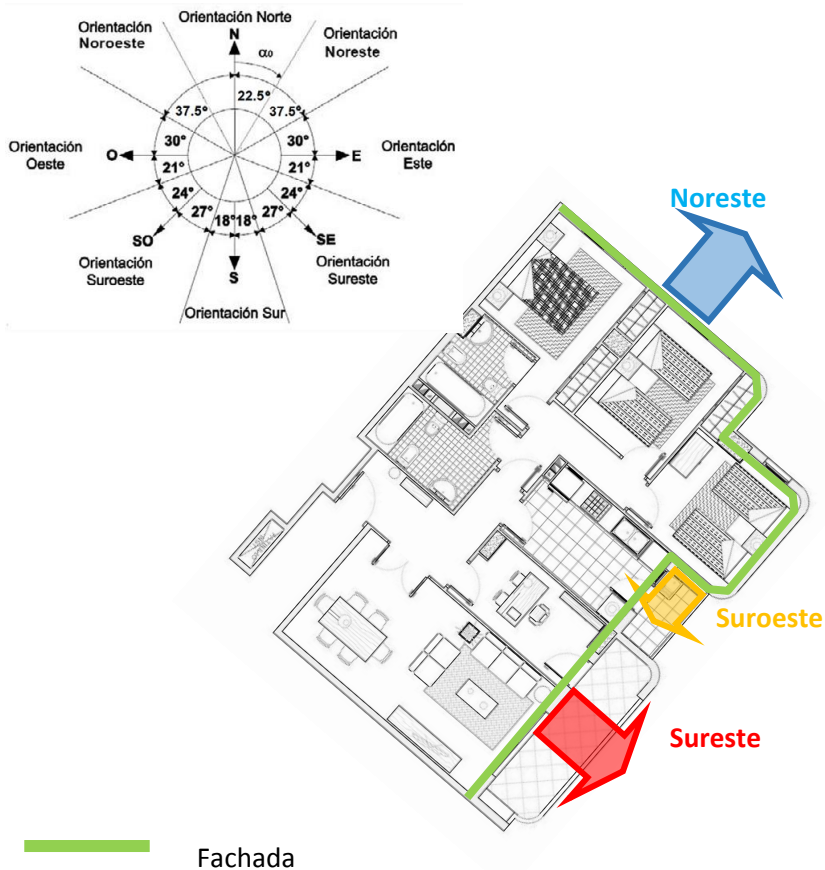 Orientación Norte
N
Orientación
Noroeste
α₀
Orientación
Noreste
22.5°
37.5°
37.5°
30°
30°
Orientación
Oeste
O
E
Orientación
Este
21°
21°
24°
24°
27°
18°
18°
27°
SO
SE
Orientación
Suroeste
S
Orientación
Sureste
Orientación Sur
Noreste
Suroeste
Sureste
Fachada